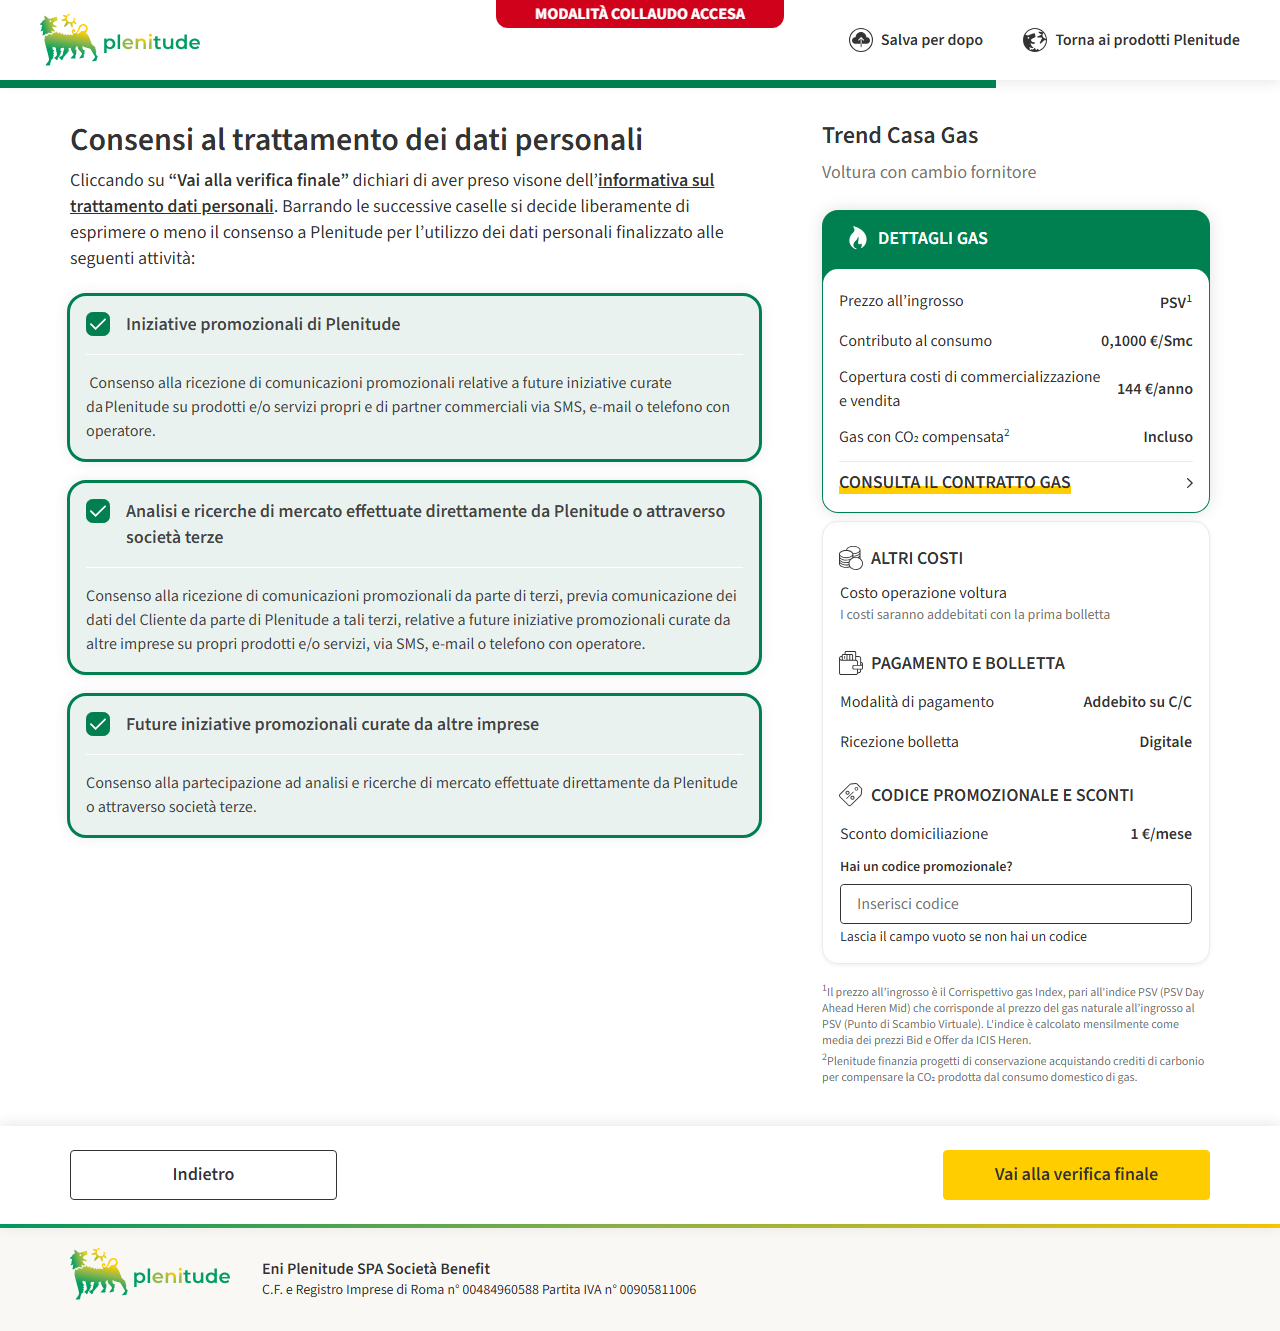 MODALITÀ COLLAUDO ACCESA
plenitude
Salva per dopo
Torna ai prodotti Plenitude
Consensi al trattamento dei dati personali
Cliccando su “Vai alla verifica finale” dichiari di aver preso visone dell’informativa sul
trattamento dati personali. Barrando le successive caselle si decide liberamente di
esprimere o meno il consenso a Plenitude per l’utilizzo dei dati personali finalizzato alle
seguenti attività:
Iniziative promozionali di Plenitude
Consenso alla ricezione di comunicazioni promozionali relative a future iniziative curate
da Plenitude su prodotti e/o servizi propri e di partner commerciali via SMS, e-mail o telefono con
operatore.
Analisi e ricerche di mercato effettuate direttamente da Plenitude o attraverso
società terze
Consenso alla ricezione di comunicazioni promozionali da parte di terzi, previa comunicazione dei
dati del Cliente da parte di Plenitude a tali terzi, relative a future iniziative promozionali curate da
altre imprese su propri prodotti e/o servizi, via SMS, e-mail o telefono con operatore.
Future iniziative promozionali curate da altre imprese
Consenso alla partecipazione ad analisi e ricerche di mercato effettuate direttamente da Plenitude
o attraverso società terze.
Trend Casa Gas
Voltura con cambio fornitore
DETTAGLI GAS
Prezzo all’ingrosso PSV¹
Contributo al consumo 0,1000 €/Smc
Copertura costi di commercializzazione
e vendita 144 €/anno
Gas con CO₂ compensata² Incluso
CONSULTA IL CONTRATTO GAS
ALTRI COSTI
Costo operazione voltura
I costi saranno addebitati con la prima bolletta
PAGAMENTO E BOLLETTA
Modalità di pagamento Addebito su C/C
Ricezione bolletta Digitale
CODICE PROMOZIONALE E SCONTI
Sconto domiciliazione 1 €/mese
Hai un codice promozionale?
Inserisci codice
Lascia il campo vuoto se non hai un codice
¹Il prezzo all’ingrosso è il Corrispettivo gas Index, pari all’indice PSV (PSV Day
Ahead Heren Mid) che corrisponde al prezzo del gas naturale all’ingrosso al
PSV (Punto di Scambio Virtuale). L’indice è calcolato mensilmente come
media dei prezzi Bid e Offer da ICIS Heren.
²Plenitude finanzia progetti di conservazione acquistando crediti di carbonio
per compensare la CO₂ prodotta dal consumo domestico di gas.
Indietro
Vai alla verifica finale
plenitude
Eni Plenitude SPA Società Benefit
C.F. e Registro Imprese di Roma n° 00484960588 Partita IVA n° 00905811006